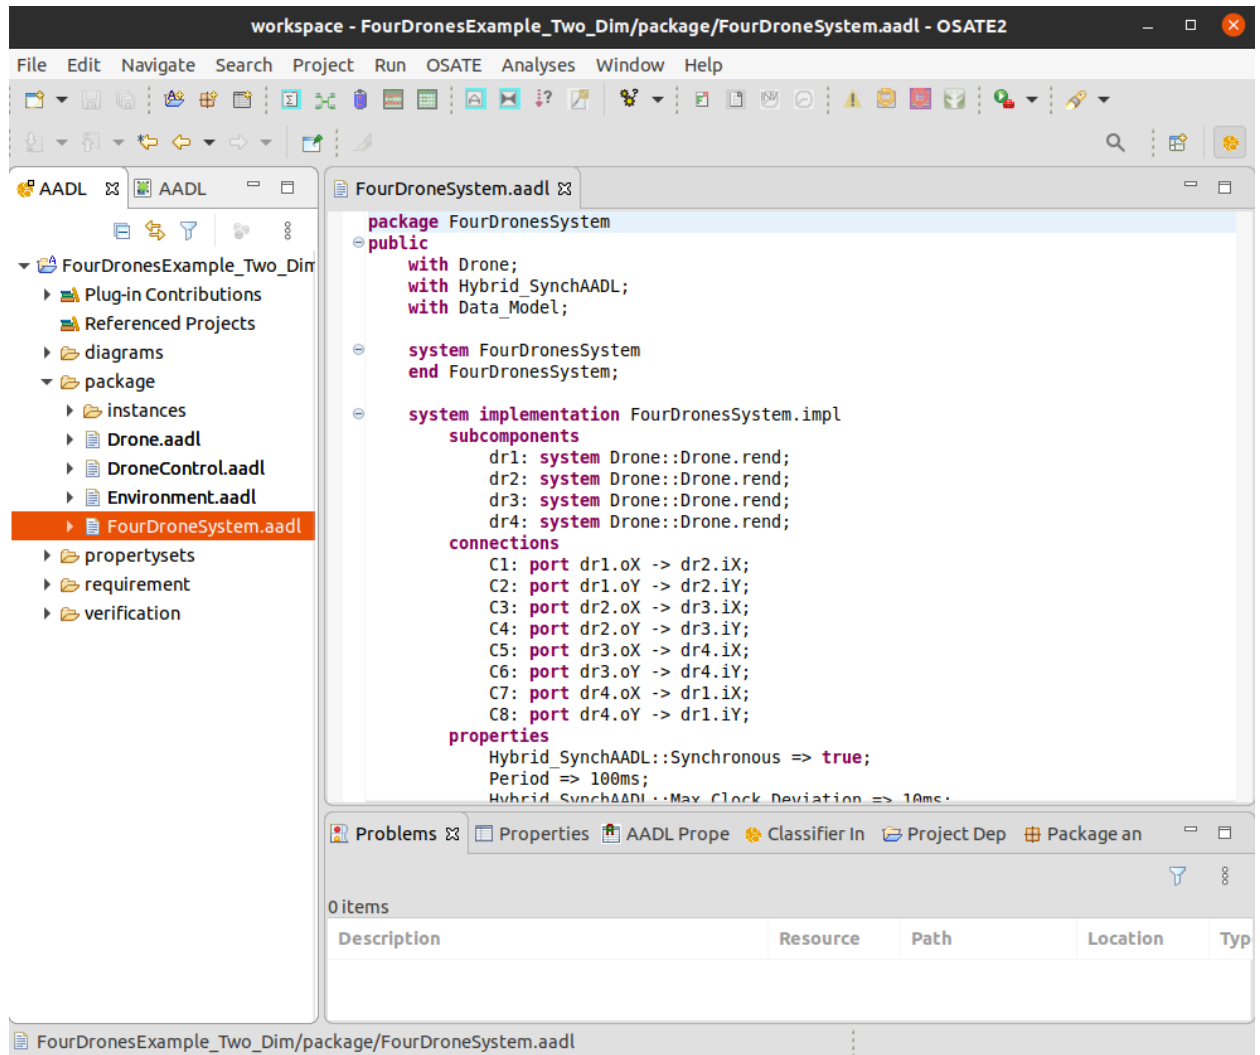 workspace - FourDronesExample_Two_Dim/package/FourDroneSystem.aadl - OSATE2
File Edit Navigate Search Project Run OSATE Analyses Window Help
AADL
AADL
FourDronesExample_Two_Dim
Plug-in Contributions
Referenced Projects
diagrams
package
instances
Drone.aadl
DroneControl.aadl
Environment.aadl
FourDroneSystem.aadl
propertysets
requirement
verification
FourDroneSystem.aadl
package FourDronesSystem
public
with Drone;
with Hybrid_SynchAADL;
with Data_Model;
system FourDronesSystem
end FourDronesSystem;
system implementation FourDronesSystem.impl
subcomponents
dr1: system Drone::Drone.rend;
dr2: system Drone::Drone.rend;
dr3: system Drone::Drone.rend;
dr4: system Drone::Drone.rend;
connections
C1: port dr1.oX -> dr2.iX;
C2: port dr1.oY -> dr2.iY;
C3: port dr2.oX -> dr3.iX;
C4: port dr2.oY -> dr3.iY;
C5: port dr3.oX -> dr4.iX;
C6: port dr3.oY -> dr4.iY;
C7: port dr4.oX -> dr1.iX;
C8: port dr4.oY -> dr1.iY;
properties
Hybrid_SynchAADL::Synchronous => true;
Period => 100ms;
Hybrid_SynchAADL::Max_Clock_Deviation => 10ms;
Problems Properties AADL Prope Classifier In Project Dep Package an
0 items
Description Resource Path Location Typ
FourDronesExample_Two_Dim/package/FourDroneSystem.aadl